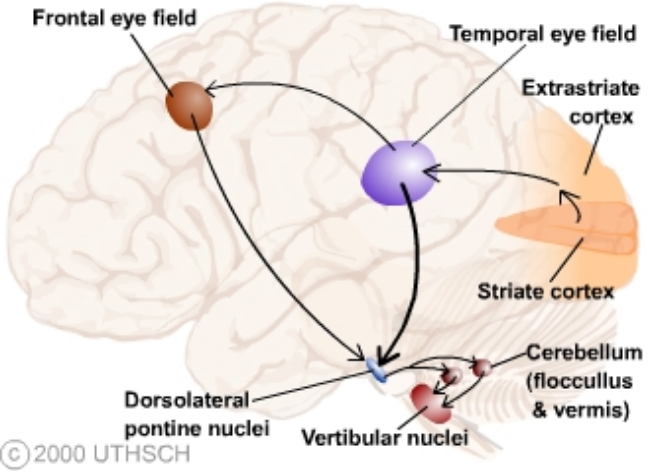 Frontal eye field
Temporal eye field
Extrastriate
cortex
Striate cortex
Cerebellum
(flocculus
& vermis)
Dorsolateral
pontine nuclei
Vertibular nuclei
© 2000 UTHSCH